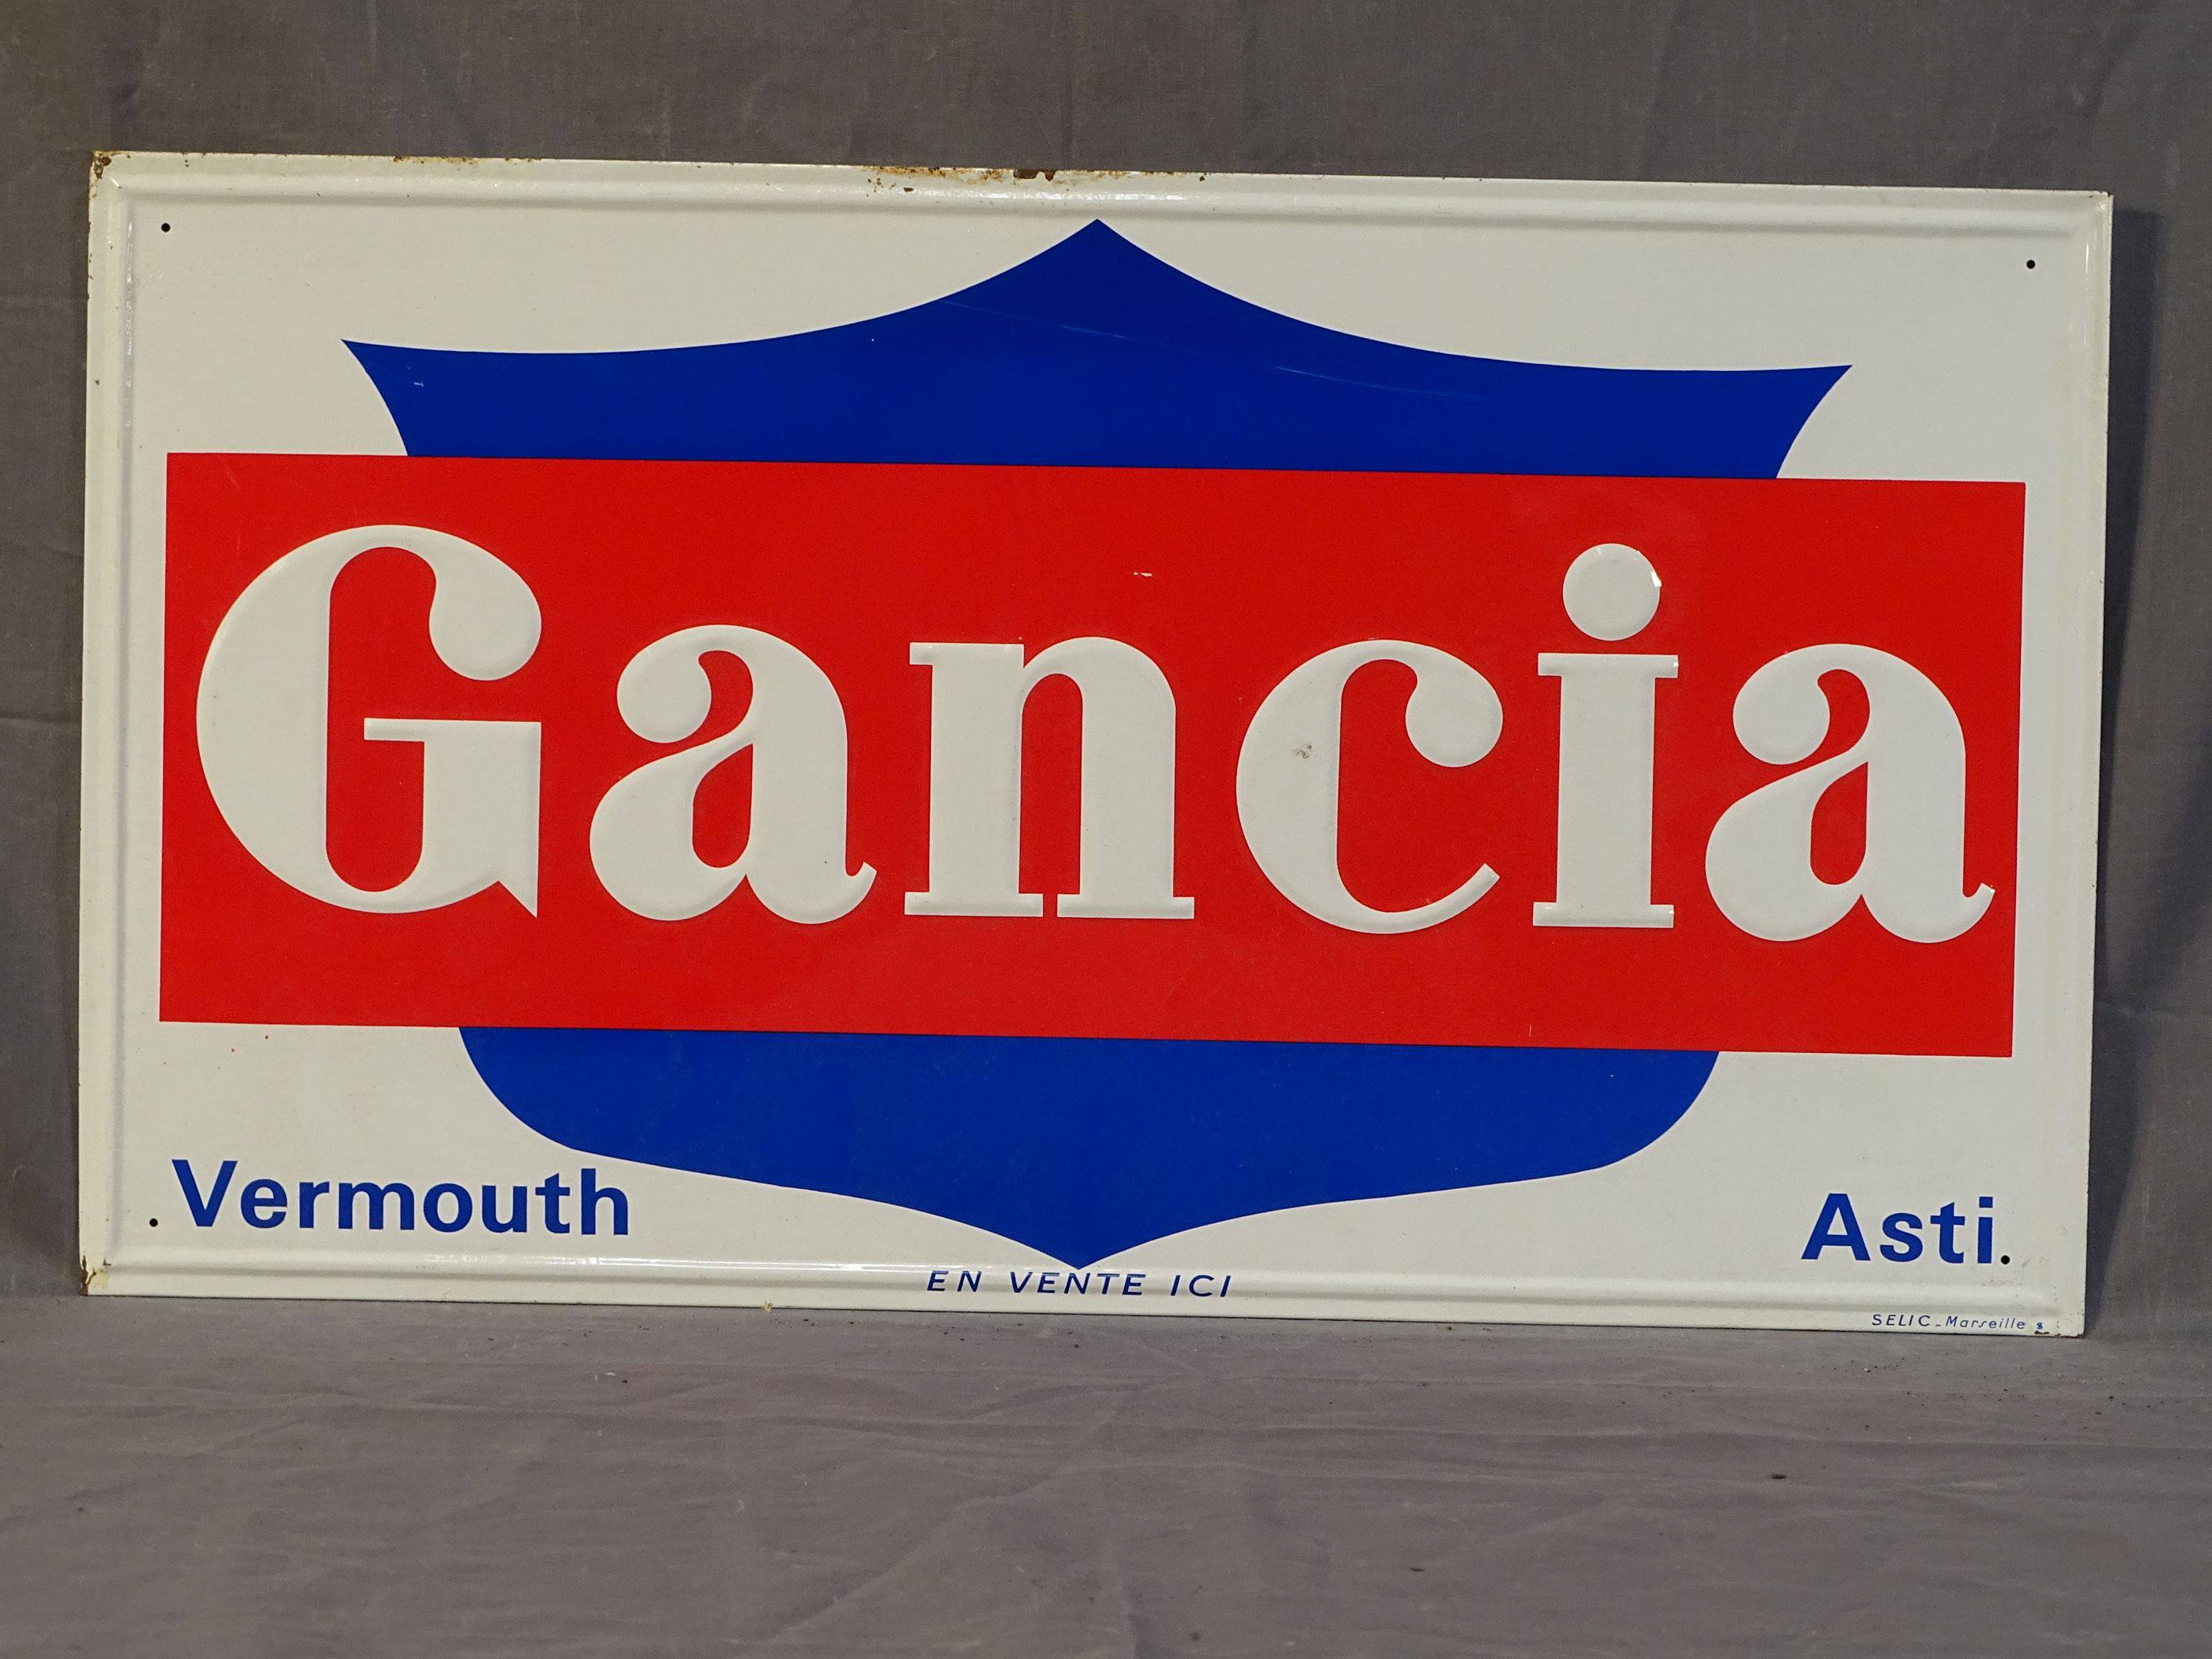 Gancia
Vermouth
Asti.
EN VENTE ICI
SELIC_Marseille